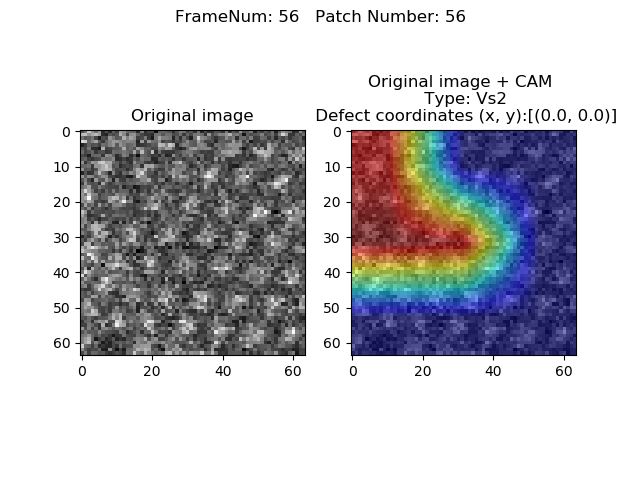 FrameNum: 56   Patch Number: 56
Original image
Original image + CAM
Type: Vs2
Defect coordinates (x, y):[(0.0, 0.0)]
0
10
20
30
40
50
60
0 20 40 60
0
10
20
30
40
50
60
0 20 40 60